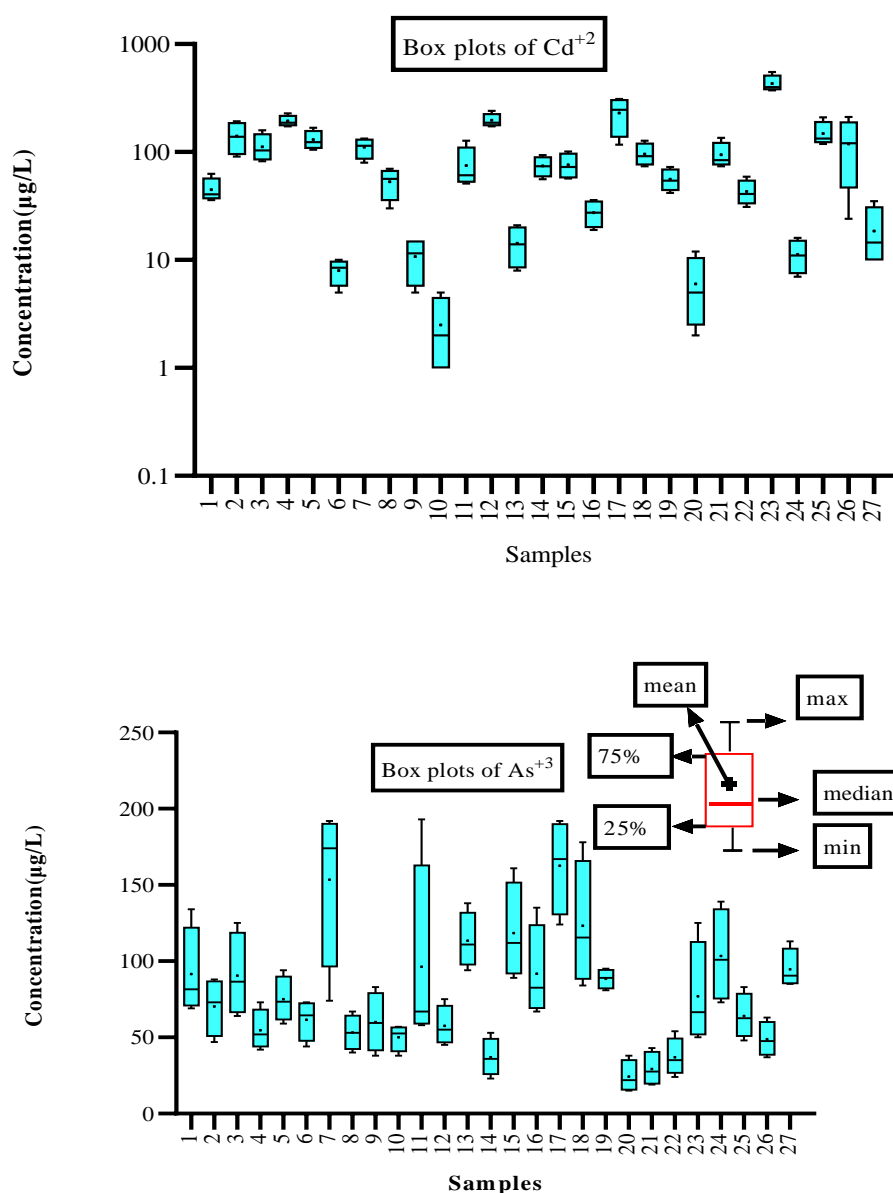 Box plots of Cd+2
1000
100
10
1
0.1
Concentration(µg/L)
1 2 3 4 5 6 7 8 9 10 11 12 13 14 15 16 17 18 19 20 21 22 23 24 25 26 27
Samples
mean
max
75%
median
25%
min
Box plots of As+3
250
200
150
100
50
0
Concentration(µg/L)
1 2 3 4 5 6 7 8 9 10 11 12 13 14 15 16 17 18 19 20 21 22 23 24 25 26 27
Samples